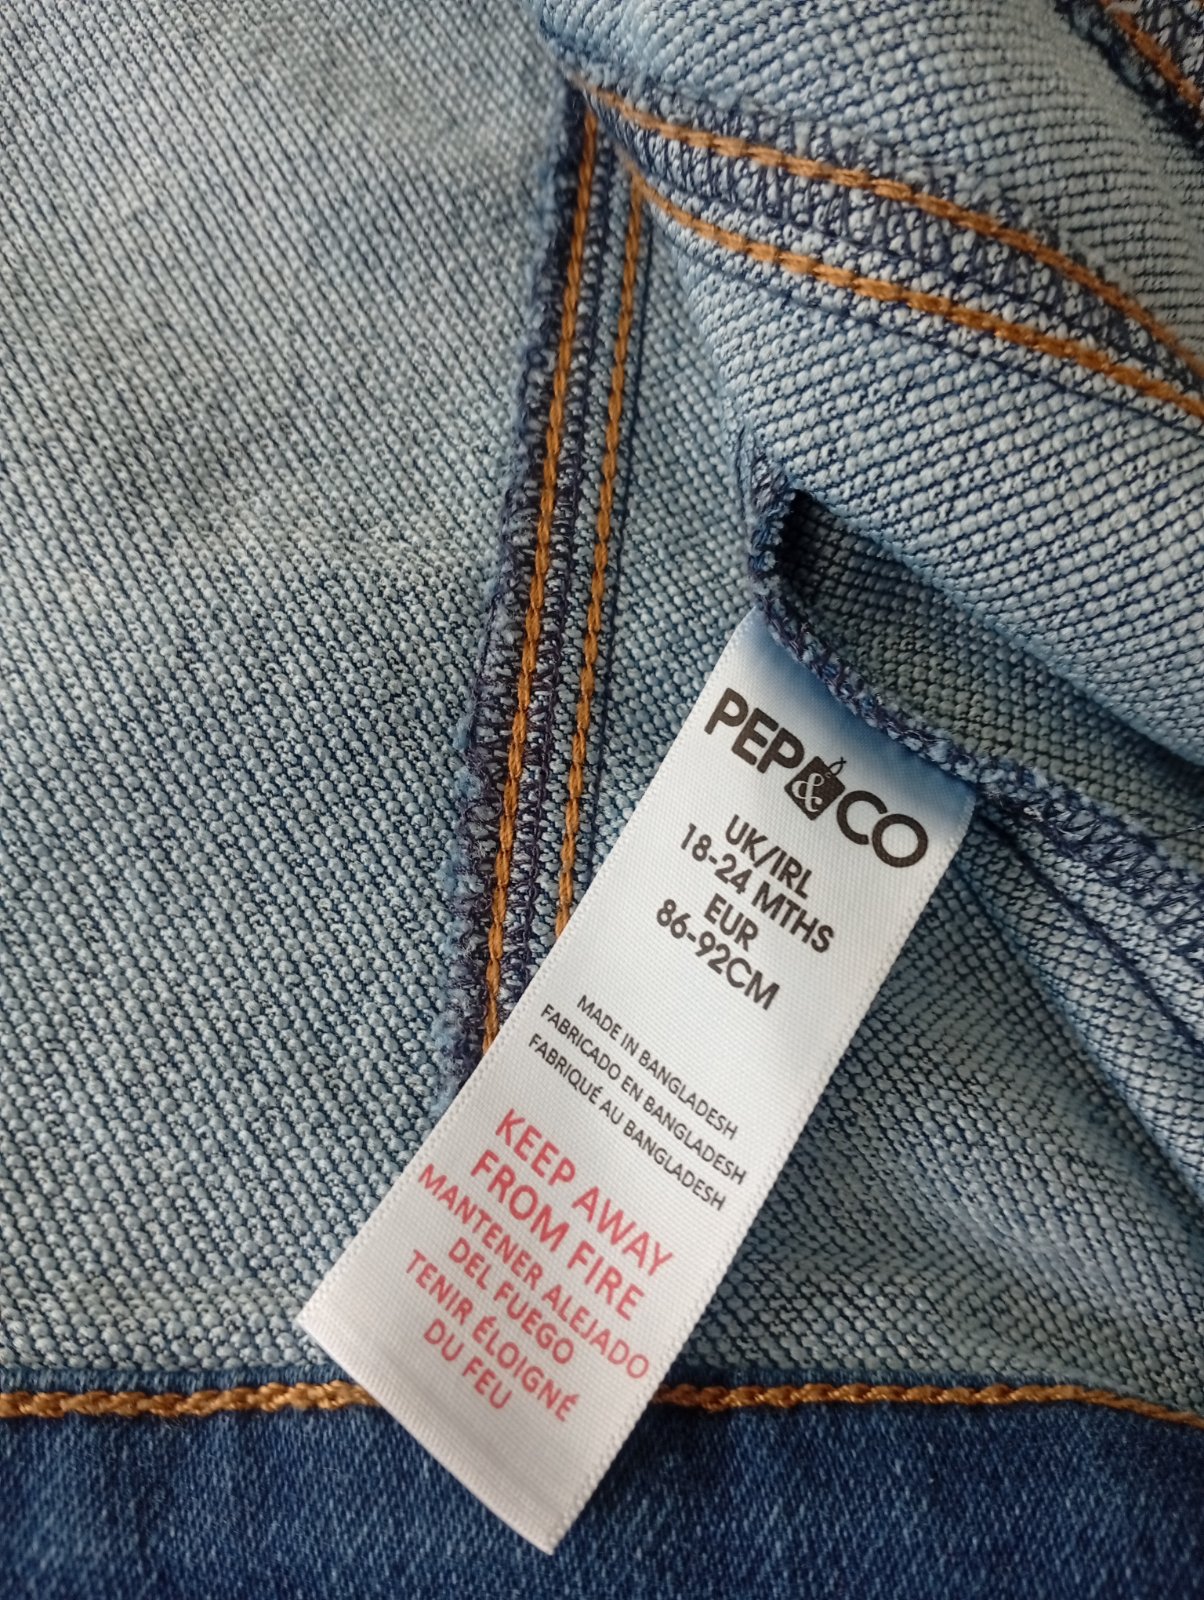 PEP&CO
UK/IRL
18-24 MTHS
EUR
86-92CM
MADE IN BANGLADESH
FABRICADO EN BANGLADESH
FABRIQUÉ AU BANGLADESH
KEEP AWAY
FROM FIRE
MANTENER ALEJADO
DEL FUEGO
TENIR ÉLOIGNÉ
DU FEU